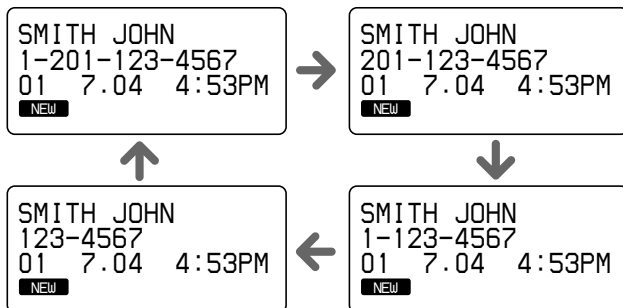 SMITH JOHN
1-201-123-4567
01 7.04 4:53PM
NEW
SMITH JOHN
201-123-4567
01 7.04 4:53PM
NEW
SMITH JOHN
123-4567
01 7.04 4:53PM
NEW
SMITH JOHN
1-123-4567
01 7.04 4:53PM
NEW